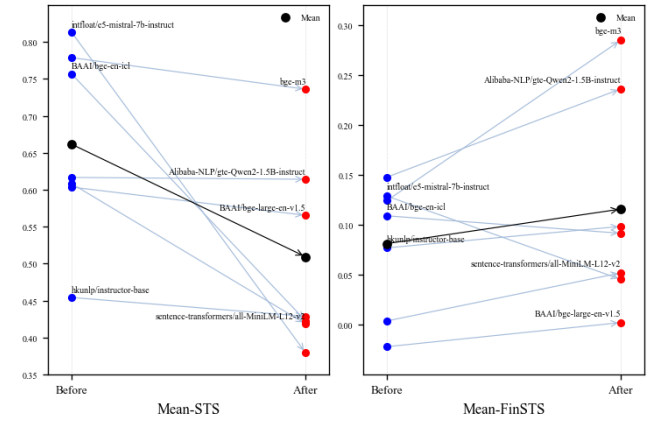 Mean
intfloat/e5-mistral-7b-instruct
BAAI/bge-en-icl
bge-m3
Alibaba-NLP/gte-Qwen2-1.5B-instruct
BAAI/bge-large-en-v1.5
hkunlp/instructor-base
sentence-transformers/all-MiniLM-L12-v2
0.80
0.75
0.70
0.65
0.60
0.55
0.50
0.45
0.40
0.35
Before
After
Mean-STS
Mean
bge-m3
Alibaba-NLP/gte-Qwen2-1.5B-instruct
intfloat/e5-mistral-7b-instruct
BAAI/bge-en-icl
hkunlp/instructor-base
sentence-transformers/all-MiniLM-L12-v2
BAAI/bge-large-en-v1.5
0.30
0.25
0.20
0.15
0.10
0.05
0.00
Before
After
Mean-FinSTS